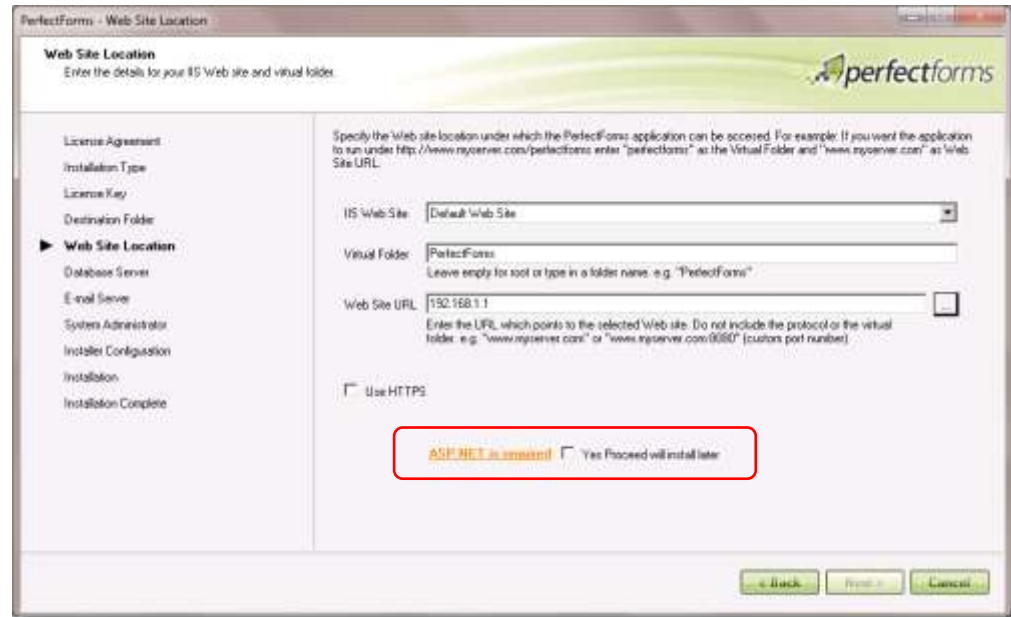 PerfectForms - Web Site Location
Web Site Location
Enter the details for your IIS Web site and virtual folder.
perfectforms
License Agreement
Installation Type
License Key
Destination Folder
Web Site Location
Database Server
E-mail Server
System Administrator
Installer Configuration
Installation
Installation Complete
Specify the Web site location under which the PerfectForms application can be accessed. For example: If you want the application
to run under http://www.myserver.com/perfectforms enter "perfectforms" as the Virtual Folder and "www.myserver.com" as Web
Site URL.
IIS Web Site
Default Web Site
Virtual Folder
PerfectForms
Leave empty for root or type in a folder name. e.g. "PerfectForms"
Web Site URL
192.168.1.1
...
Enter the URL which points to the selected Web site. Do not include the protocol or the virtual
folder. e.g. "www.myserver.com" or "www.myserver.com:8080" (custom port number)
Use HTTPS
ASP.NET is required
Yes Proceed will install later
< Back
Next >
Cancel